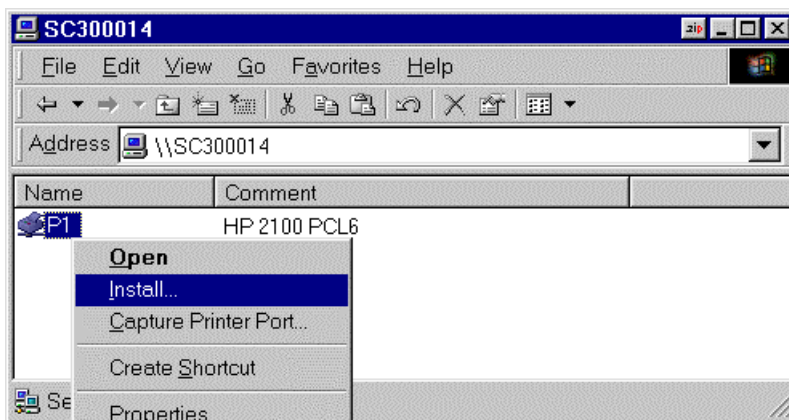 SC300014
zip
File Edit View Go Favorites Help
Address \\SC300014
Name Comment
P1 HP 2100 PCL6
Open
Install...
Capture Printer Port...
Create Shortcut
Se
Properties